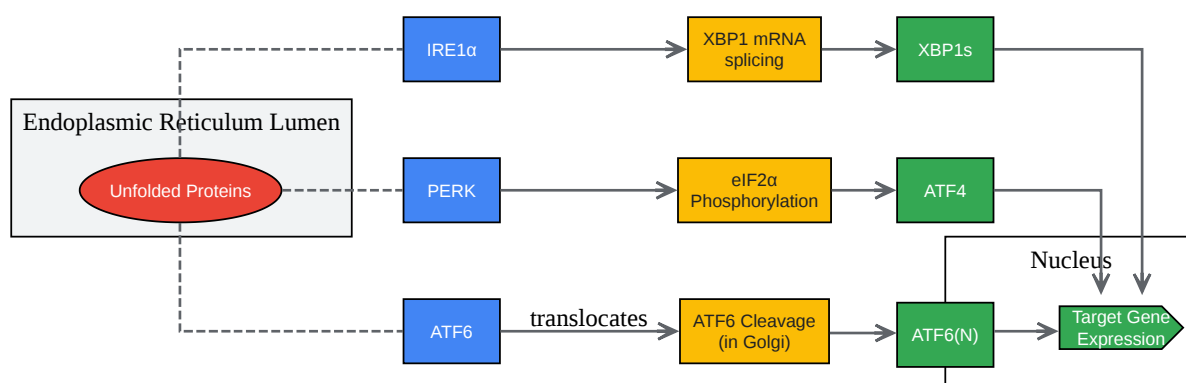 IRE1α
XBP1 mRNA
splicing
XBP1s
Endoplasmic Reticulum Lumen
Unfolded Proteins
PERK
eIF2α
Phosphorylation
ATF4
Nucleus
ATF6
translocates
ATF6 Cleavage
(in Golgi)
ATF6(N)
Target Gene
Expression